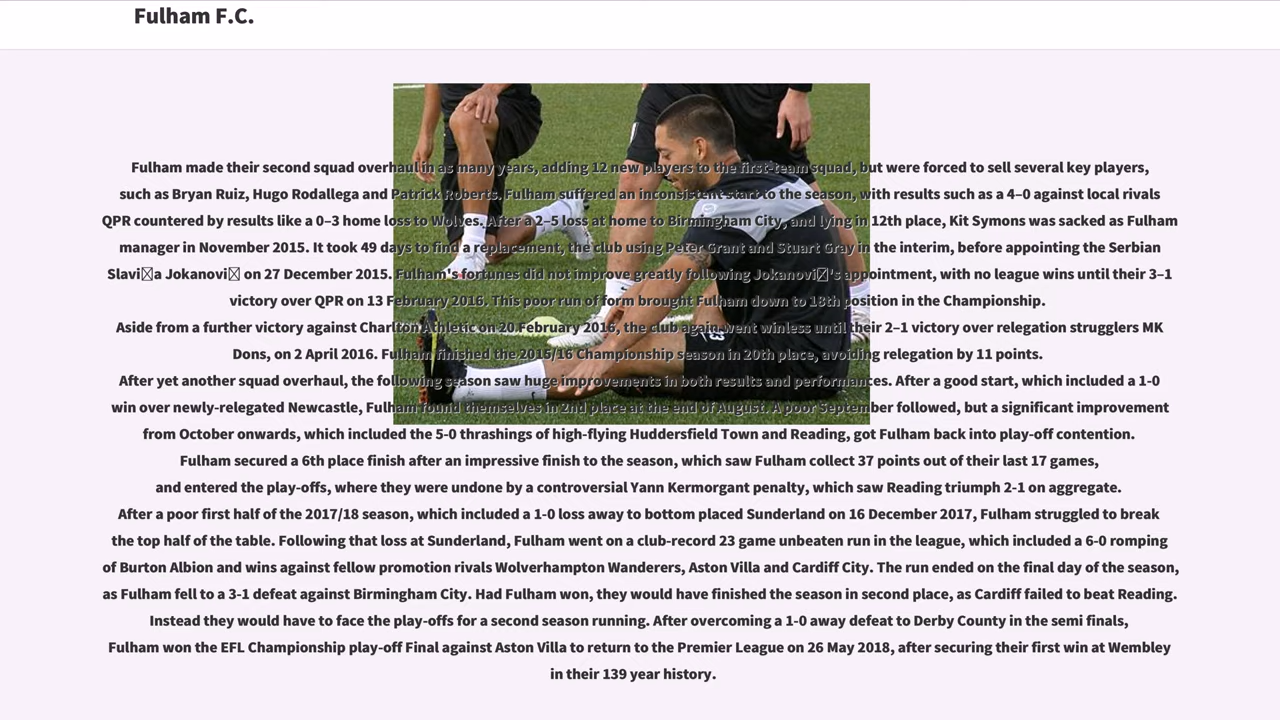 Fulham F.C.
Fulham made their second squad overhaul in as many years, adding 12 new players to the first-team squad, but were forced to sell several key players,
such as Bryan Ruiz, Hugo Rodallega and Patrick Roberts. Fulham suffered an inconsistent start to the season, with results such as a 4–0 against local rivals
QPR countered by results like a 0–3 home loss to Wolves. After a 2–5 loss at home to Birmingham City, and lying in 12th place, Kit Symons was sacked as Fulham
manager in November 2015. It took 49 days to find a replacement, the club using Peter Grant and Stuart Gray in the interim, before appointing the Serbian
Slavi□a Jokanovi□ on 27 December 2015. Fulham's fortunes did not improve greatly following Jokanovi□'s appointment, with no league wins until their 3–1
victory over QPR on 13 February 2016. This poor run of form brought Fulham down to 18th position in the Championship.
Aside from a further victory against Charlton Athletic on 20 February 2016, the club again went winless until their 2–1 victory over relegation strugglers MK
Dons, on 2 April 2016. Fulham finished the 2015/16 Championship season in 20th place, avoiding relegation by 11 points.
After yet another squad overhaul, the following season saw huge improvements in both results and performances. After a good start, which included a 1-0
win over newly-relegated Newcastle, Fulham found themselves in 2nd place at the end of August. A poor September followed, but a significant improvement
from October onwards, which included the 5-0 thrashings of high-flying Huddersfield Town and Reading, got Fulham back into play-off contention.
Fulham secured a 6th place finish after an impressive finish to the season, which saw Fulham collect 37 points out of their last 17 games,
and entered the play-offs, where they were undone by a controversial Yann Kermorgant penalty, which saw Reading triumph 2-1 on aggregate.
After a poor first half of the 2017/18 season, which included a 1-0 loss away to bottom placed Sunderland on 16 December 2017, Fulham struggled to break
the top half of the table. Following that loss at Sunderland, Fulham went on a club-record 23 game unbeaten run in the league, which included a 6-0 romping
of Burton Albion and wins against fellow promotion rivals Wolverhampton Wanderers, Aston Villa and Cardiff City. The run ended on the final day of the season,
as Fulham fell to a 3-1 defeat against Birmingham City. Had Fulham won, they would have finished the season in second place, as Cardiff failed to beat Reading.
Instead they would have to face the play-offs for a second season running. After overcoming a 1-0 away defeat to Derby County in the semi finals,
Fulham won the EFL Championship play-off Final against Aston Villa to return to the Premier League on 26 May 2018, after securing their first win at Wembley
in their 139 year history.